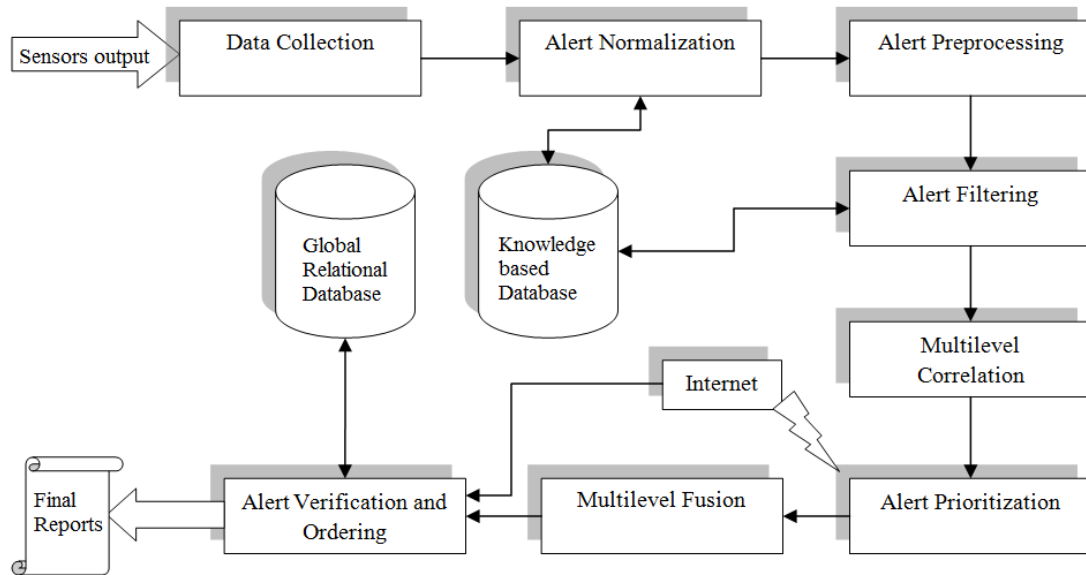 Sensors output
Data Collection
Alert Normalization
Alert Preprocessing
Global
Relational
Database
Knowledge
based
Database
Alert Filtering
Multilevel
Correlation
Internet
Final
Reports
Alert Verification and
Ordering
Multilevel Fusion
Alert Prioritization